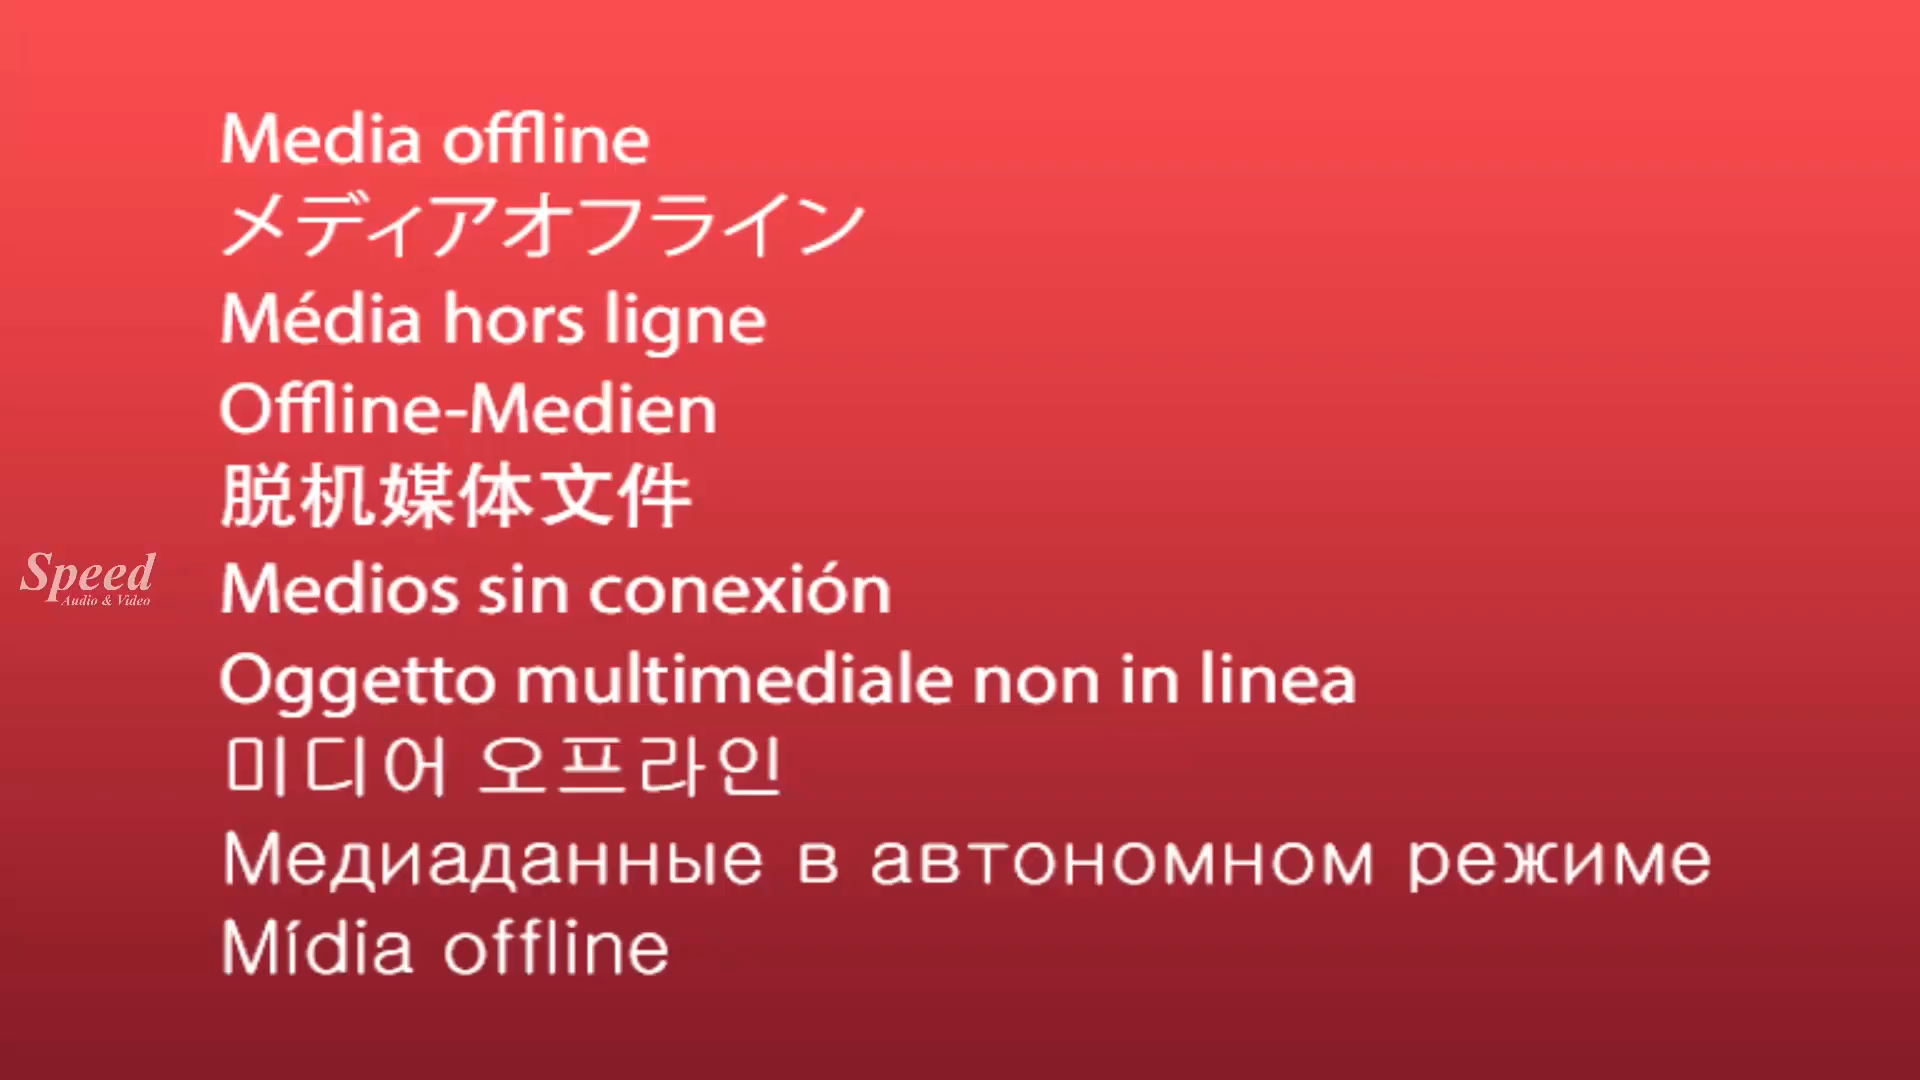 Media offline
メディアオフライン
Média hors ligne
Offline-Medien
脱机媒体文件
Speed
Audio & Video
Medios sin conexión
Oggetto multimediale non in linea
미디어 오프라인
Медиаданные в автономном режиме
Mídia offline